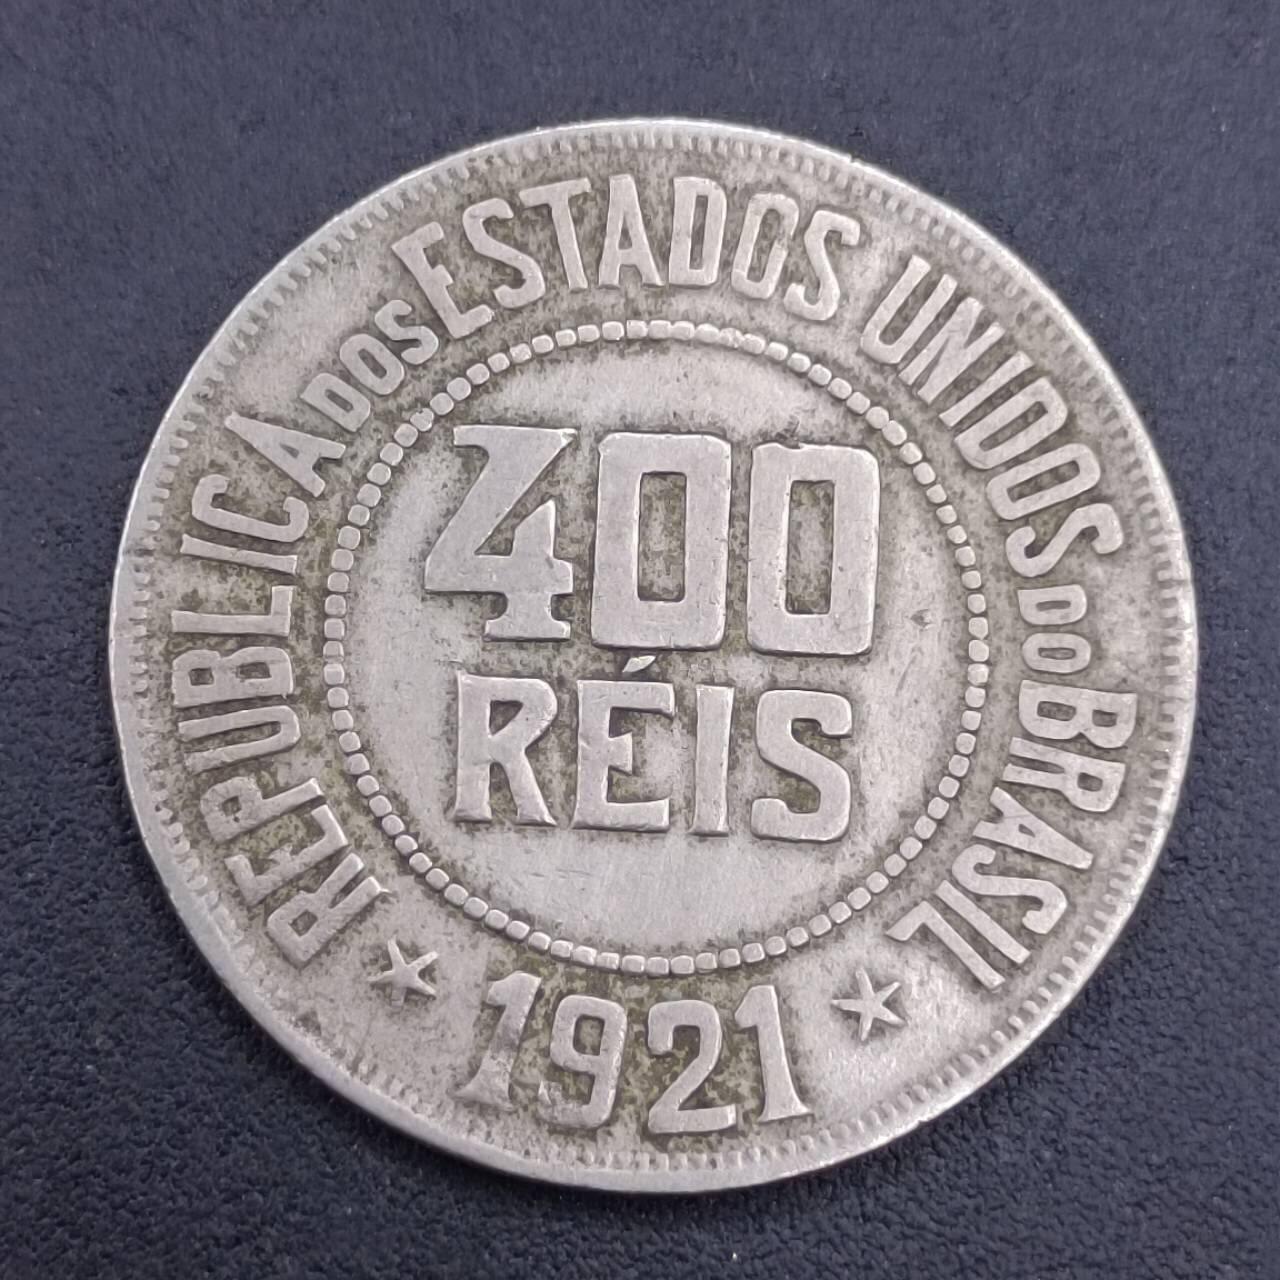 REPUBLICA DOS ESTADOS UNIDOS DO BRASIL
400
RÉIS
1921